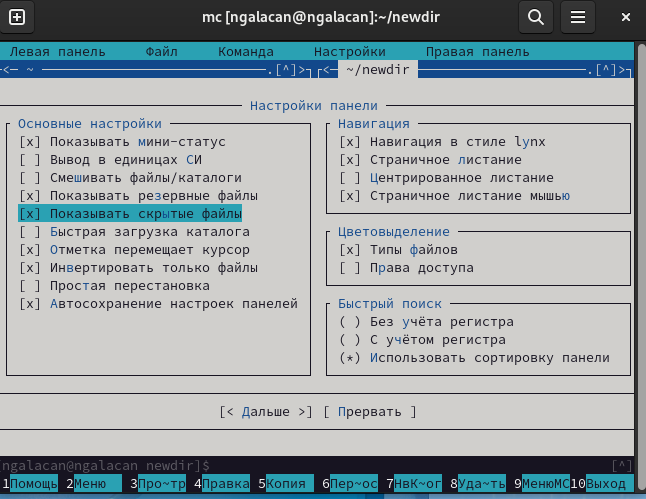 mc [ngalacan@ngalacan]:~/newdir
Левая панель Файл Команда Настройки Правая панель
<— ~ .[^]>┐┌<— ~/newdir .[^]>┐
Настройки панели
Основные настройки
[x] Показывать мини-статус
[ ] Вывод в единицах СИ
[ ] Смешивать файлы/каталоги
[x] Показывать резервные файлы
[x] Показывать скрытые файлы
[ ] Быстрая загрузка каталога
[x] Отметка перемещает курсор
[x] Инвертировать только файлы
[ ] Простая перестановка
[x] Автосохранение настроек панелей
Навигация
[x] Навигация в стиле lynx
[x] Страничное листание
[ ] Центрированное листание
[x] Страничное листание мышью
Цветовыделение
[x] Типы файлов
[ ] Права доступа
Быстрый поиск
( ) Без учёта регистра
( ) С учётом регистра
(*) Использовать сортировку панели
[< Дальше >] [ Прервать ]
ngalacan@ngalacan newdir]$ [^]
1Помощь 2Меню 3Про~тр 4Правка 5Копия 6Пер~ос 7НвК~ог 8Уда~ть 9МенюMC 10Выход